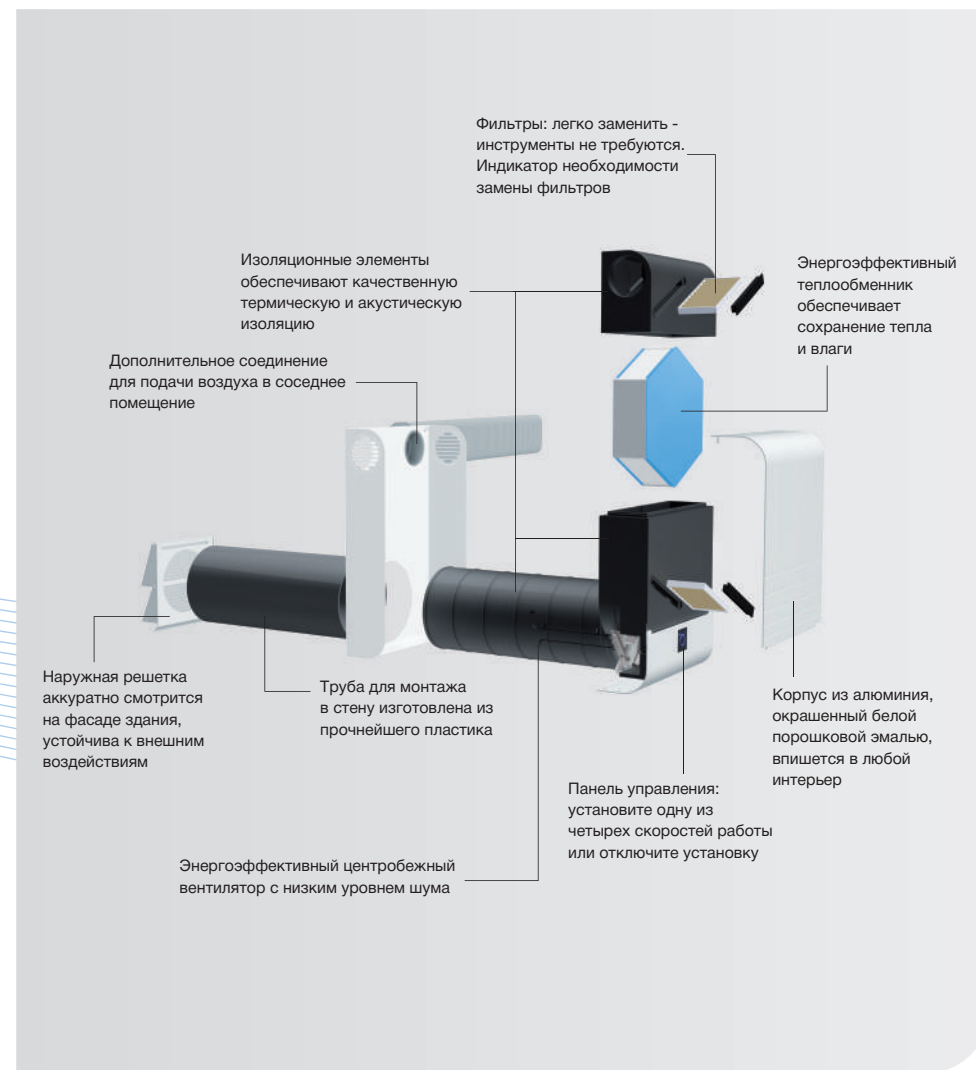 Фильтры: легко заменить -
инструменты не требуются.
Индикатор необходимости
замены фильтров
Изоляционные элементы
обеспечивают качественную
термическую и акустическую
изоляцию
Энергоэффективный
теплообменник
обеспечивает
сохранение тепла
и влаги
Дополнительное соединение
для подачи воздуха в соседнее
помещение
Наружная решетка
аккуратно смотрится
на фасаде здания,
устойчива к внешним
воздействиям
Труба для монтажа
в стену изготовлена из
прочнейшего пластика
Корпус из алюминия,
окрашенный белой
порошковой эмалью,
впишется в любой
интерьер
Панель управления:
установите одну из
четырех скоростей работы
или отключите установку
Энергоэффективный центробежный
вентилятор с низким уровнем шума